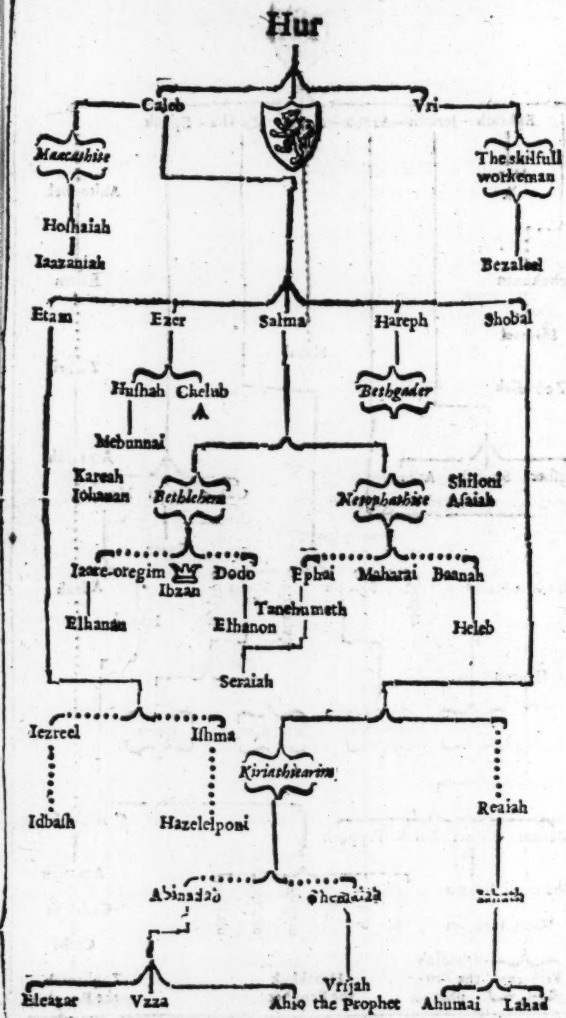 Hur
Caleb
Vri
Maacashite
The skilfull
workeman
Hoſhaiah
Iaazaniah
Bezaleel
Etam
Ezer
Salma
Hareph
Shobal
Huſhah
Chelub
Bethgader
Mebunnai
Kareah
Iohanan
Bethlehem
Netophathite
Shiloni
Aſaiah
Iaare-oregim
Ibzan
Dodo
Ephai
Maharai
Baanah
Elhanan
Elhanon
Tanehumeth
Heleb
Seraiah
Iezreel
Iſhma
Kiriathiearim
Idbaſh
Hazelelponi
Reaiah
Abinadab
Shemaiah
Iahath
Eleazar
Vzza
Ahio
Vrijah
the Prophet
Ahumai
Lahad